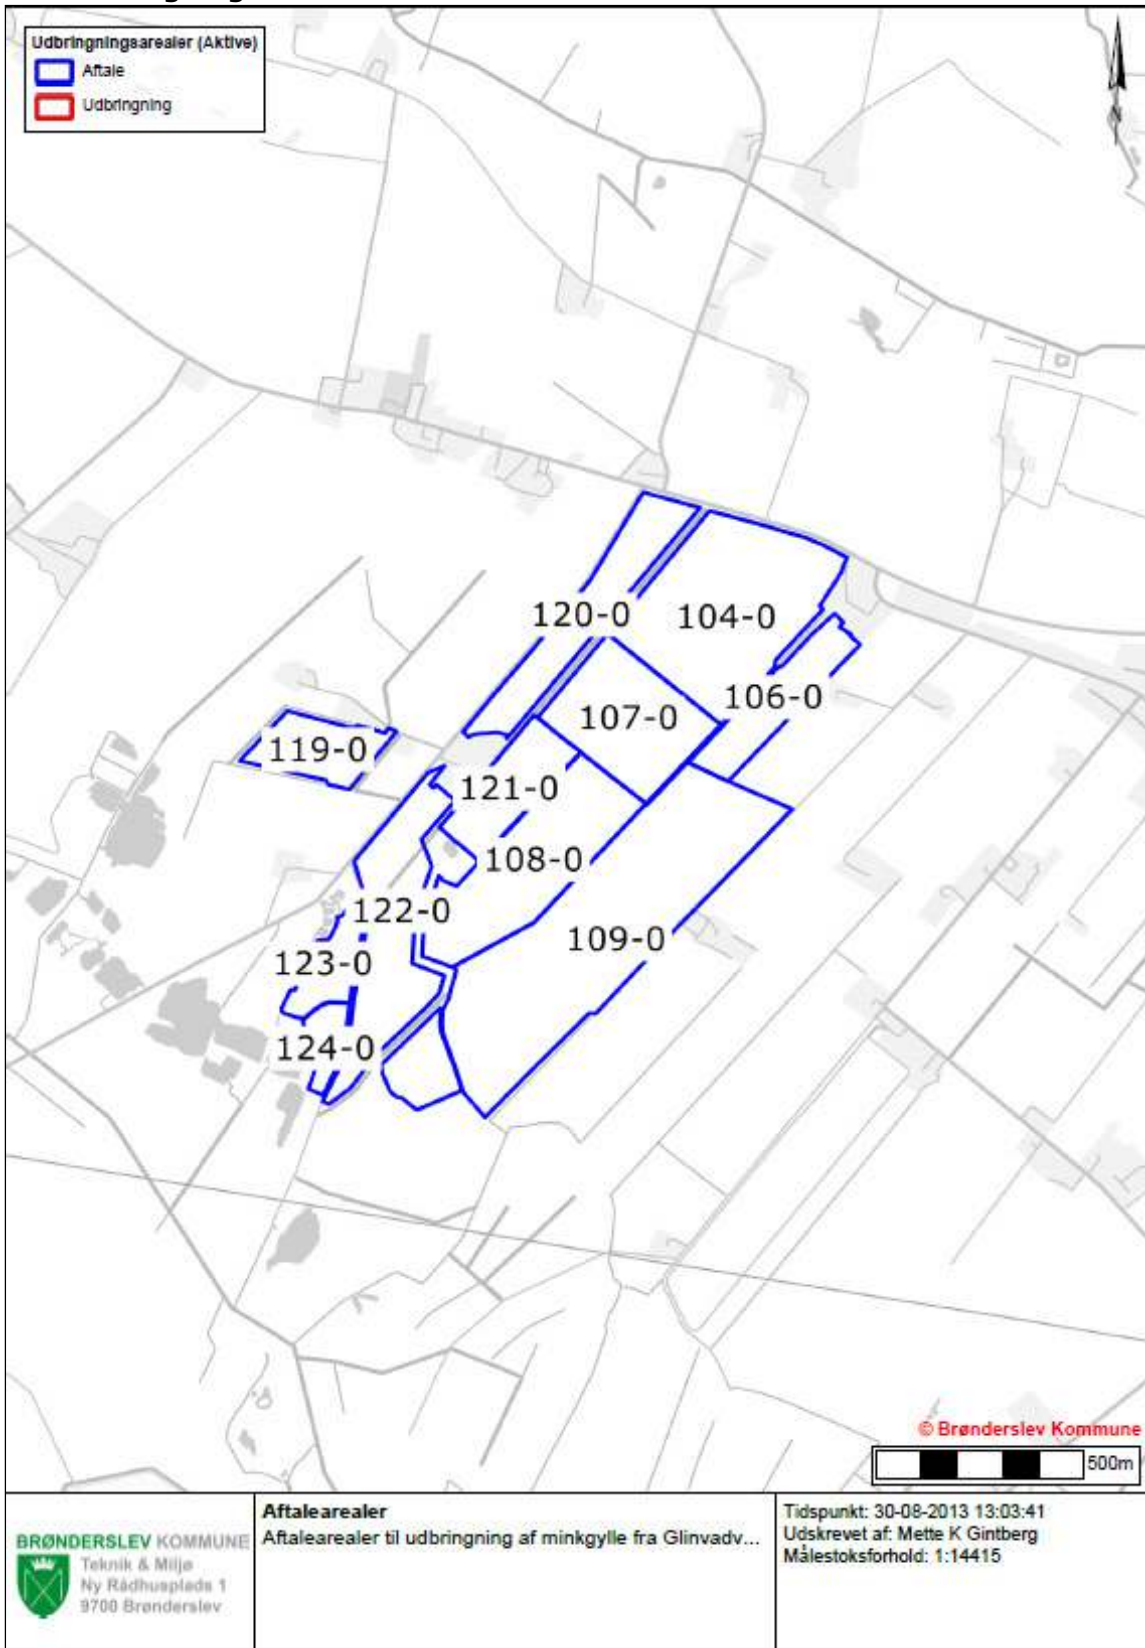 Udbringningsarealer (Aktive)
Aftale
Udbringning
N
120-0
104-0
106-0
107-0
119-0
121-0
108-0
122-0
109-0
123-0
124-0
© Brønderslev Kommune
500m
BRØNDERSLEV KOMMUNE
Teknik & Miljø
Ny Rådhusplads 1
9700 Brønderslev
Aftalearealer
Aftalearealer til udbringning af minkgylle fra Glinvadv...
Tidspunkt: 30-08-2013 13:03:41
Udskrevet af: Mette K Gintberg
Målestoksforhold: 1:14415